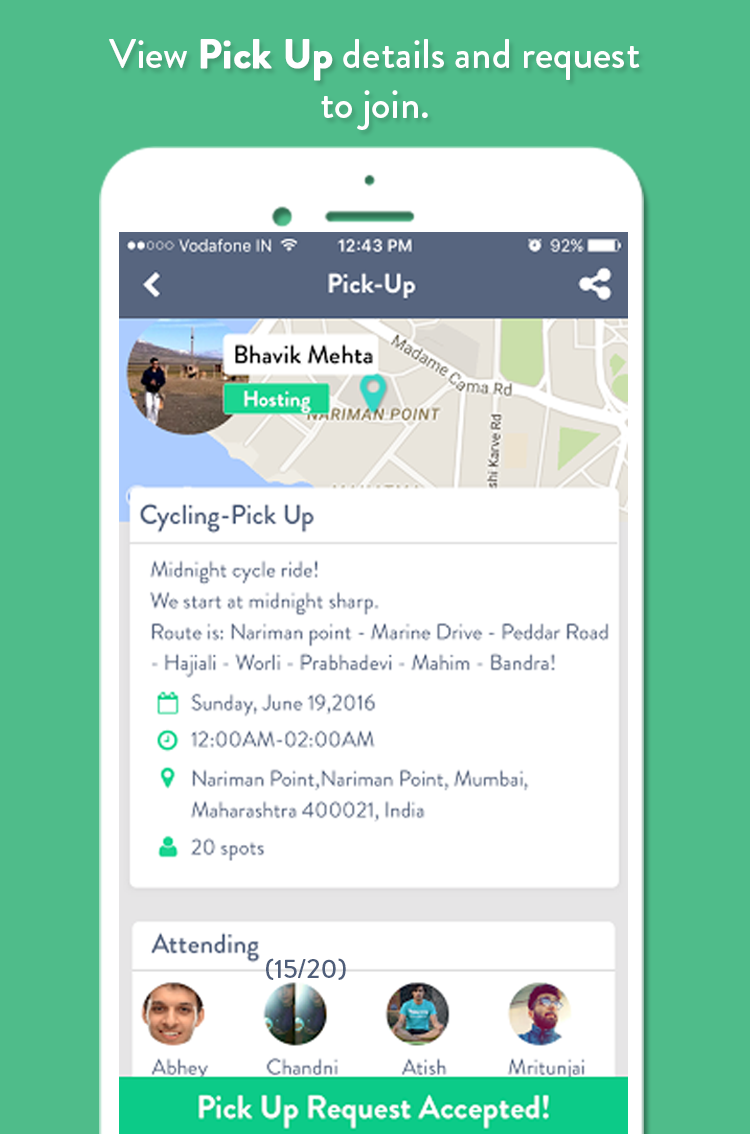 View Pick Up details and request
to join.
Vodafone IN
12:43 PM
92%
Pick-Up
Bhavik Mehta
Hosting
Madame Cama Rd
NARIMAN POINT
shi Karve Rd
Cycling-Pick Up
Midnight cycle ride!
We start at midnight sharp.
Route is: Nariman point - Marine Drive - Peddar Road
- Hajiali - Worli - Prabhadevi - Mahim - Bandra!
Sunday, June 19,2016
12:00AM-02:00AM
Nariman Point,Nariman Point, Mumbai,
Maharashtra 400021, India
20 spots
Attending
(15/20)
Abhey
Chandni
Atish
Mritunjai
Pick Up Request Accepted!